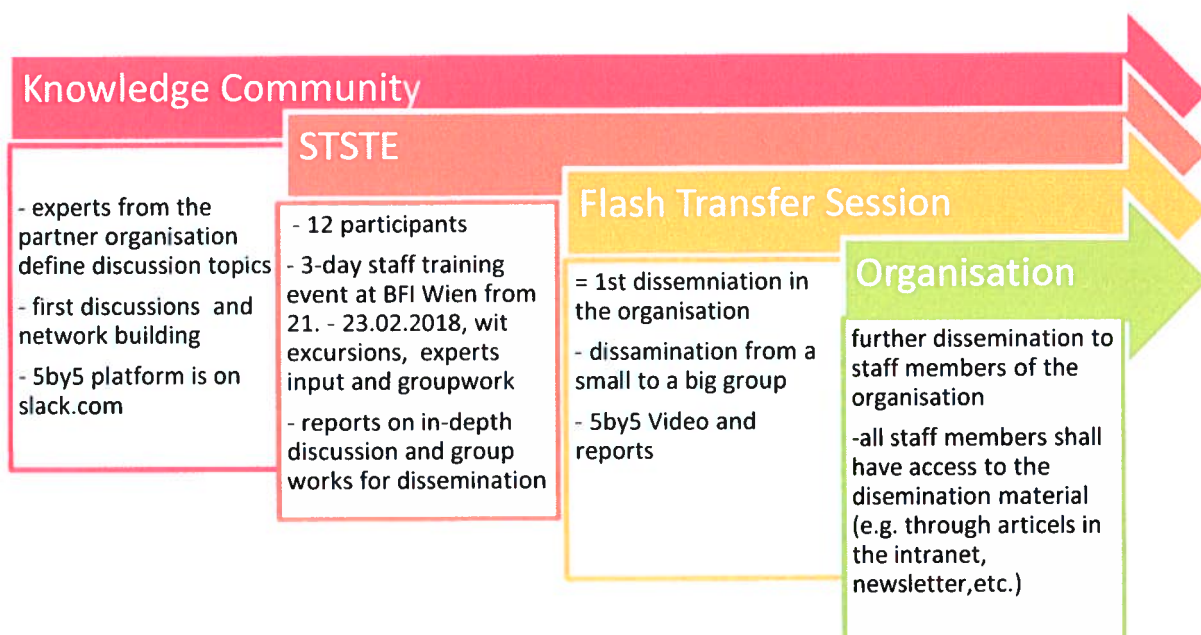 Knowledge Community
- experts from the
partner organisation
define discussion topics
- first discussions and
network building
- 5by5 platform is on
slack.com
STSTE
- 12 participants
- 3-day staff training
event at BFI Wien from
21. - 23.02.2018, wit
excursions, experts
input and groupwork
- reports on in-depth
discussion and group
works for dissemination
Flash Transfer Session
= 1st dissemniation in
the organisation
- dissamination from a
small to a big group
- 5by5 Video and
reports
Organisation
further dissemination to
staff members of the
organisation
-all staff members shall
have access to the
disemination material
(e.g. through articels in
the intranet,
newsletter,etc.)